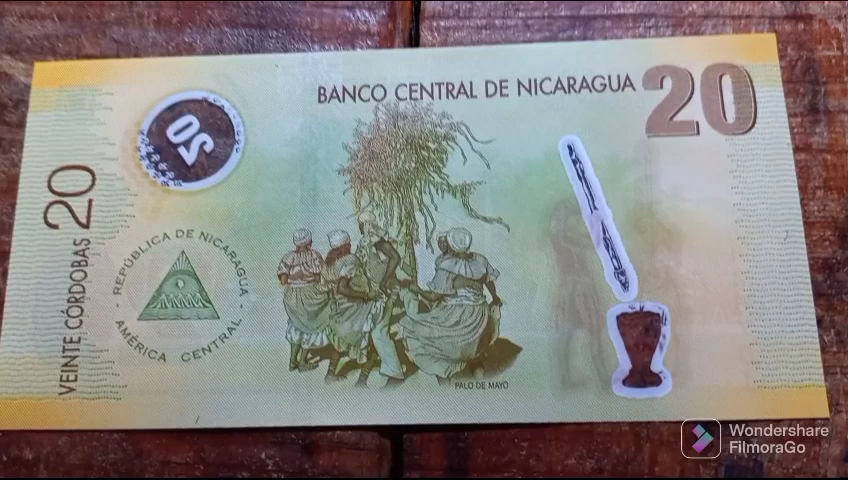 BANCO CENTRAL DE NICARAGUA
20
20
VEINTE CÓRDOBAS 20
REPÚBLICA DE NICARAGUA
AMÉRICA CENTRAL
PALO DE MAYO
Wondershare
FilmoraGo